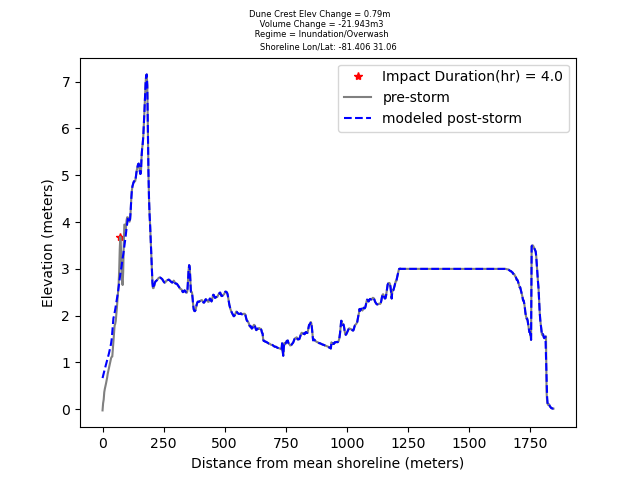 Dune Crest Elev Change = 0.79m
Volume Change = -21.943m3
Regime = Inundation/Overwash
Shoreline Lon/Lat: -81.406 31.06
Impact Duration(hr) = 4.0
pre-storm
modeled post-storm
Elevation (meters)
7
6
5
4
3
2
1
0
0 250 500 750 1000 1250 1500 1750
Distance from mean shoreline (meters)